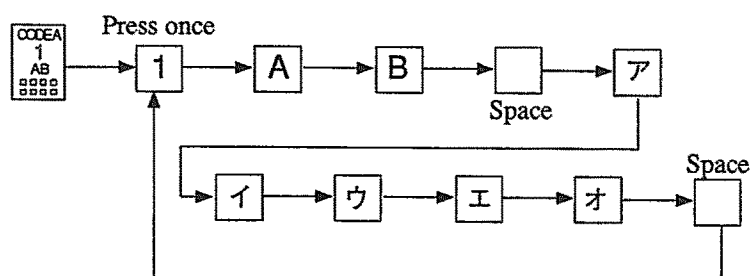 Press once
CODEA
1
AB
1 A B ア
Space
イ ウ エ オ
Space